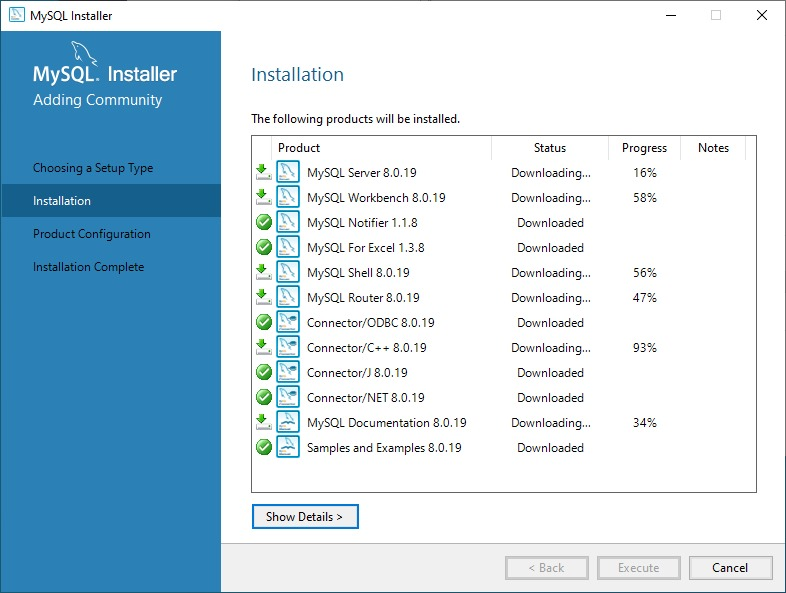 MySQL Installer
MySQL. Installer
Adding Community
Choosing a Setup Type
Installation
Product Configuration
Installation Complete
Installation
The following products will be installed.
Product Status Progress Notes
MySQL Server 8.0.19 Downloading... 16%
MySQL Workbench 8.0.19 Downloading... 58%
MySQL Notifier 1.1.8 Downloaded
MySQL For Excel 1.3.8 Downloaded
MySQL Shell 8.0.19 Downloading... 56%
MySQL Router 8.0.19 Downloading... 47%
Connector/ODBC 8.0.19 Downloaded
Connector/C++ 8.0.19 Downloading... 93%
Connector/J 8.0.19 Downloaded
Connector/NET 8.0.19 Downloaded
MySQL Documentation 8.0.19 Downloading... 34%
Samples and Examples 8.0.19 Downloaded
Show Details >
< Back Execute Cancel